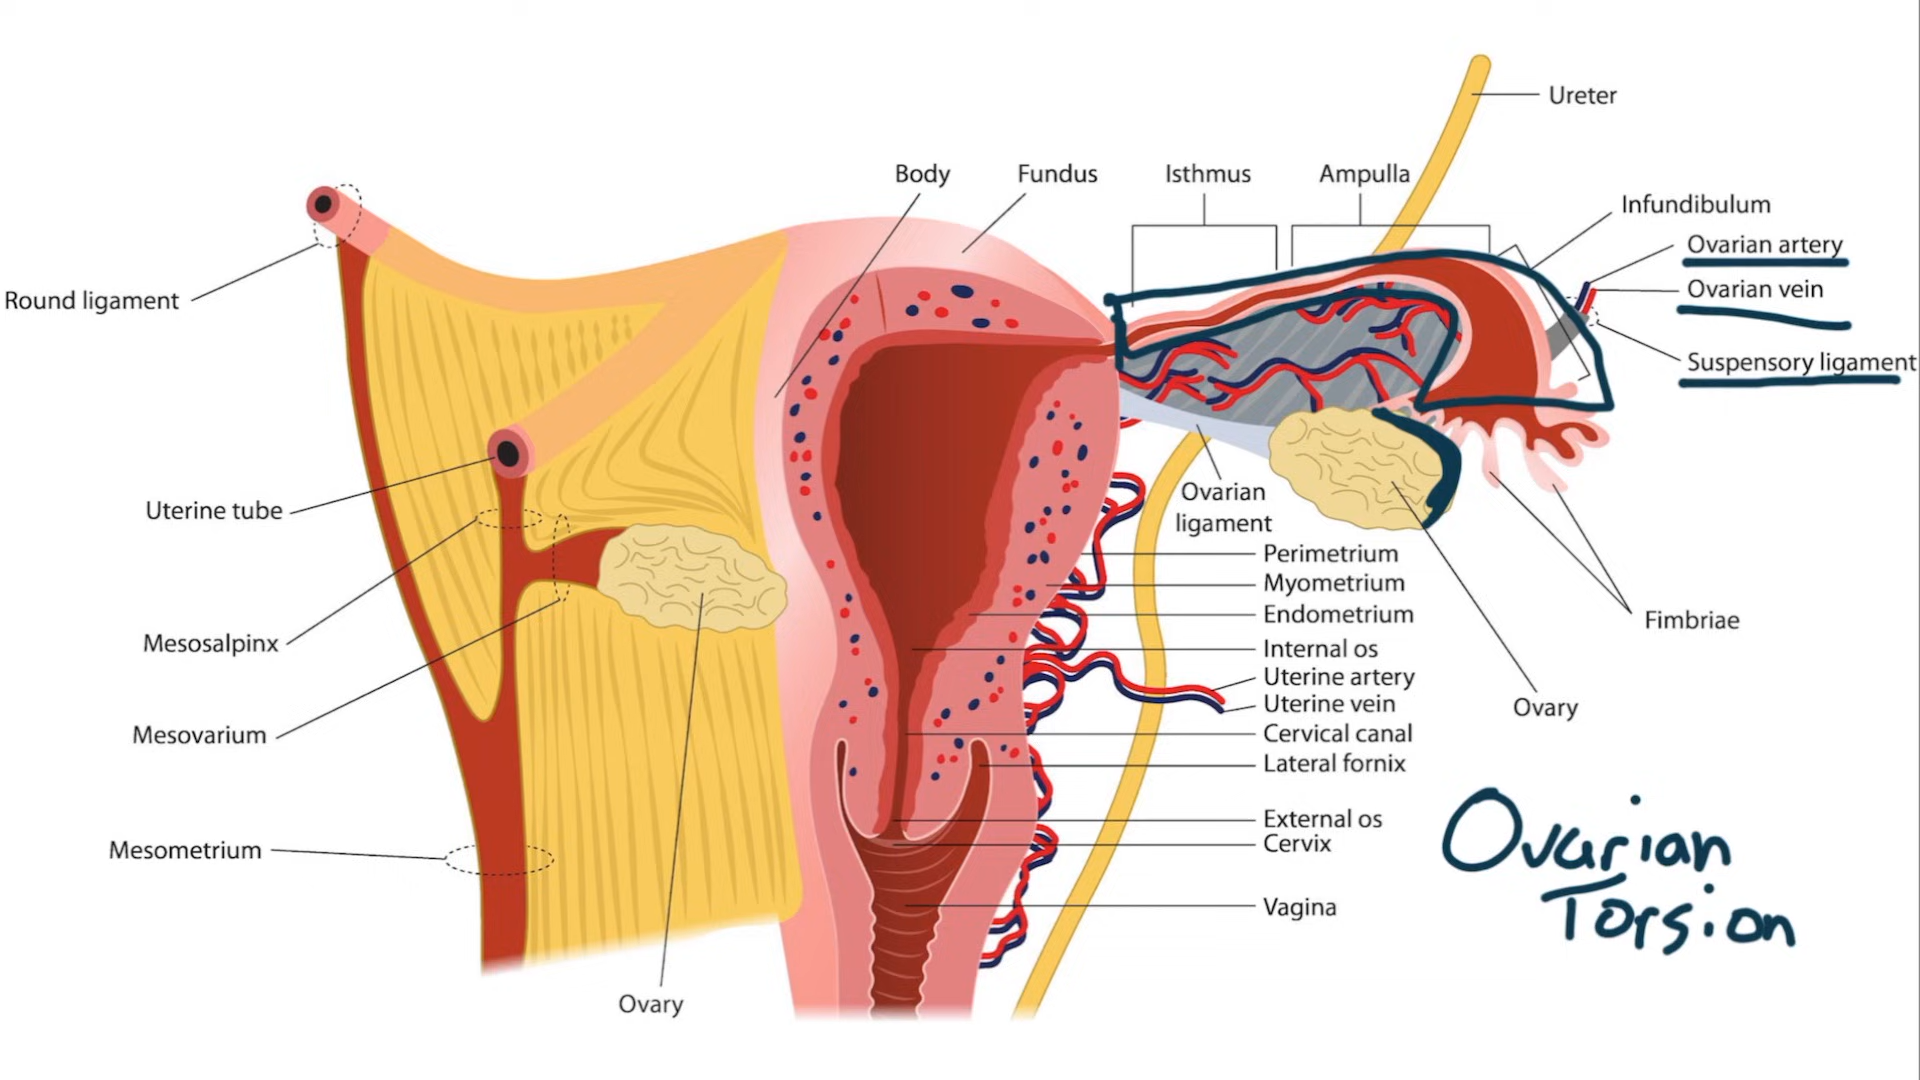 Ureter
Body
Fundus
Isthmus
Ampulla
Infundibulum
Ovarian artery
Ovarian vein
Suspensory ligament
Round ligament
Uterine tube
Mesosalpinx
Mesovarium
Mesometrium
Ovary
Ovarian
ligament
Perimetrium
Myometrium
Endometrium
Internal os
Uterine artery
Uterine vein
Cervical canal
Lateral fornix
External os
Cervix
Vagina
Fimbriae
Ovary
Ovarian
Torsion